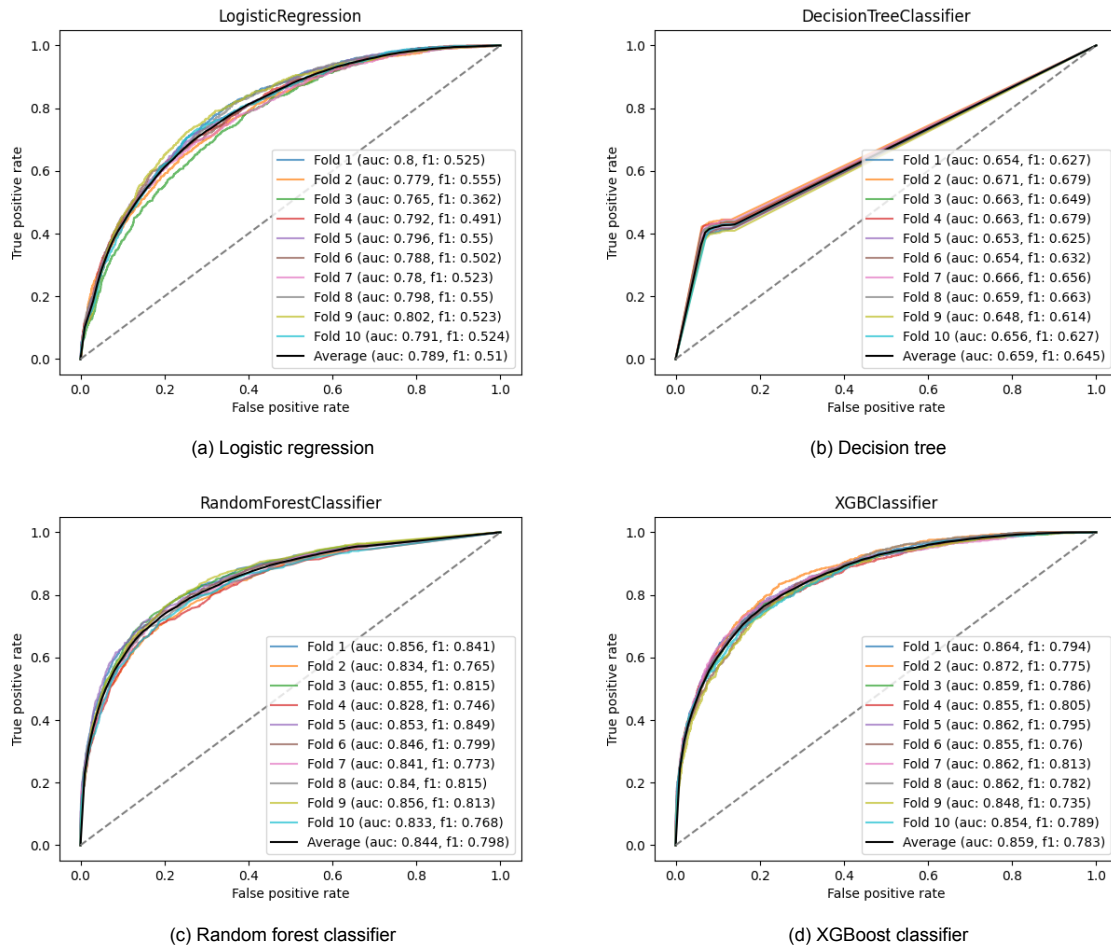 LogisticRegression
1.0
0.8
0.6
0.4
0.2
0.0
True positive rate
Fold 1 (auc: 0.8, f1: 0.525)
Fold 2 (auc: 0.779, f1: 0.555)
Fold 3 (auc: 0.765, f1: 0.362)
Fold 4 (auc: 0.792, f1: 0.491)
Fold 5 (auc: 0.796, f1: 0.55)
Fold 6 (auc: 0.788, f1: 0.502)
Fold 7 (auc: 0.78, f1: 0.523)
Fold 8 (auc: 0.798, f1: 0.55)
Fold 9 (auc: 0.802, f1: 0.523)
Fold 10 (auc: 0.791, f1: 0.524)
Average (auc: 0.789, f1: 0.51)
0.0 0.2 0.4 0.6 0.8 1.0
False positive rate
(a) Logistic regression
DecisionTreeClassifier
1.0
0.8
0.6
0.4
0.2
0.0
True positive rate
Fold 1 (auc: 0.654, f1: 0.627)
Fold 2 (auc: 0.671, f1: 0.679)
Fold 3 (auc: 0.663, f1: 0.649)
Fold 4 (auc: 0.663, f1: 0.679)
Fold 5 (auc: 0.653, f1: 0.625)
Fold 6 (auc: 0.654, f1: 0.632)
Fold 7 (auc: 0.666, f1: 0.656)
Fold 8 (auc: 0.659, f1: 0.663)
Fold 9 (auc: 0.648, f1: 0.614)
Fold 10 (auc: 0.656, f1: 0.627)
Average (auc: 0.659, f1: 0.645)
0.0 0.2 0.4 0.6 0.8 1.0
False positive rate
(b) Decision tree
RandomForestClassifier
1.0
0.8
0.6
0.4
0.2
0.0
True positive rate
Fold 1 (auc: 0.856, f1: 0.841)
Fold 2 (auc: 0.834, f1: 0.765)
Fold 3 (auc: 0.855, f1: 0.815)
Fold 4 (auc: 0.828, f1: 0.746)
Fold 5 (auc: 0.853, f1: 0.849)
Fold 6 (auc: 0.846, f1: 0.799)
Fold 7 (auc: 0.841, f1: 0.773)
Fold 8 (auc: 0.84, f1: 0.815)
Fold 9 (auc: 0.856, f1: 0.813)
Fold 10 (auc: 0.833, f1: 0.768)
Average (auc: 0.844, f1: 0.798)
0.0 0.2 0.4 0.6 0.8 1.0
False positive rate
(c) Random forest classifier
XGBClassifier
1.0
0.8
0.6
0.4
0.2
0.0
True positive rate
Fold 1 (auc: 0.864, f1: 0.794)
Fold 2 (auc: 0.872, f1: 0.775)
Fold 3 (auc: 0.859, f1: 0.786)
Fold 4 (auc: 0.855, f1: 0.805)
Fold 5 (auc: 0.862, f1: 0.795)
Fold 6 (auc: 0.855, f1: 0.76)
Fold 7 (auc: 0.862, f1: 0.813)
Fold 8 (auc: 0.862, f1: 0.782)
Fold 9 (auc: 0.848, f1: 0.735)
Fold 10 (auc: 0.854, f1: 0.789)
Average (auc: 0.859, f1: 0.783)
0.0 0.2 0.4 0.6 0.8 1.0
False positive rate
(d) XGBoost classifier